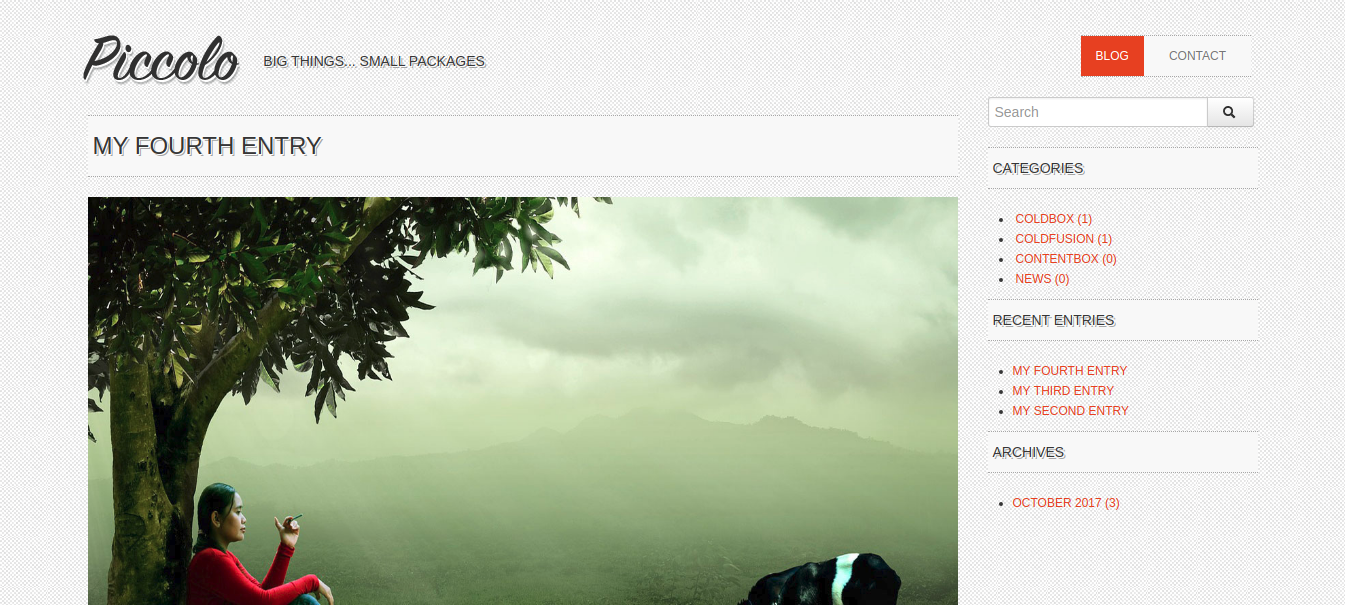 Piccolo
BIG THINGS... SMALL PACKAGES
BLOG
CONTACT
MY FOURTH ENTRY
Search
CATEGORIES
COLDBOX (1)
COLDFUSION (1)
CONTENTBOX (0)
NEWS (0)
RECENT ENTRIES
MY FOURTH ENTRY
MY THIRD ENTRY
MY SECOND ENTRY
ARCHIVES
OCTOBER 2017 (3)